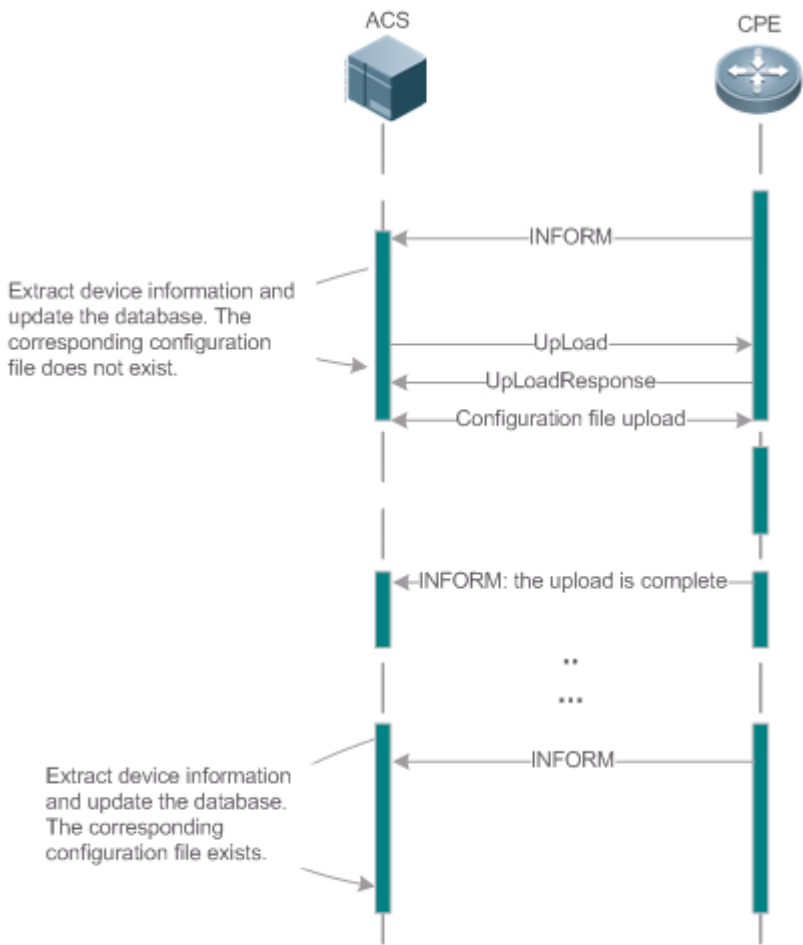 ACS
CPE
INFORM
Extract device information and
update the database. The
corresponding configuration
file does not exist.
UpLoad
UpLoadResponse
Configuration file upload
INFORM: the upload is complete
..
...
INFORM
Extract device information
and update the database.
The corresponding
configuration file exists.